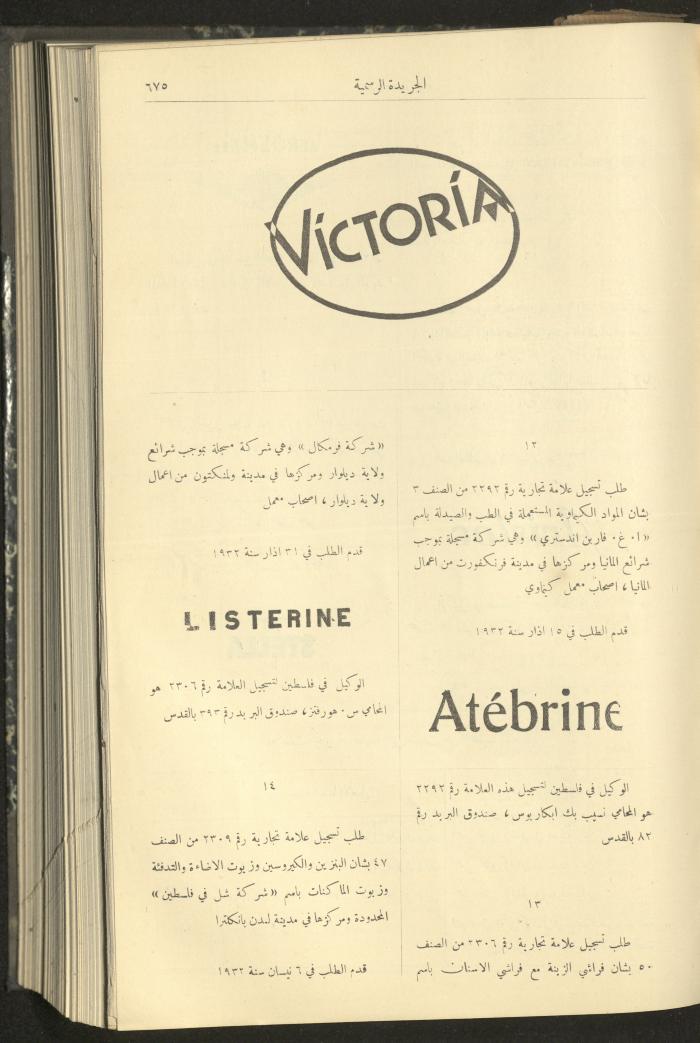 الجريدة الرسمية
٦٧٥
VICTORIA
١٢
طلب تسجيل علامة تجارية رقم ٢٢٩٢ من الصنف ٣
بشان المواد الكيماوية المستعملة في الطب والصيدلة باسم
«ا٠ غ٠ فاربن اندستري» وهي شركة مسجلة بموجب
شرائع المانيا ومركزها في مدينة فرنكفورت من اعمال
المانيا، اصحاب معمل كيماوي
قدم الطلب في ١٥ اذار سنة ١٩٣٢
Atébrine
الوكيل في فلسطين لتسجيل هذه العلامة رقم ٢٢٩٢
هو المحامي نسيب بك ابكاريوس، صندوق البريد رقم
٨٢ بالقدس
١٣
طلب تسجيل علامة تجارية رقم ٢٣٠٦ من الصنف
٥٠ بشان فراشي الزينة مع فراشي الاسنان باسم
«شركة فرمكال» وهي شركة مسجلة بموجب شرائع
ولاية ديلوار ومركزها في مدينة ولمنكتون من اعمال
ولاية ديلوار، اصحاب معمل
قدم الطلب في ٣١ اذار سنة ١٩٣٢
LISTERINE
الوكيل في فلسطين لتسجيل العلامة رقم ٢٣٠٦ هو
المحامي س٠ هورفتز، صندوق البريد رقم ٣٩٣ بالقدس
١٤
طلب تسجيل علامة تجارية رقم ٢٣٠٩ من الصنف
٤٧ بشان البنزين والكيروسين وزيوت الاضاءة والتدفئة
وزيوت الماكنات باسم «شركة شل في فلسطين»
المحدودة ومركزها في مدينة لندن بانكلترا
قدم الطلب في ٦ نيسان سنة ١٩٣٢